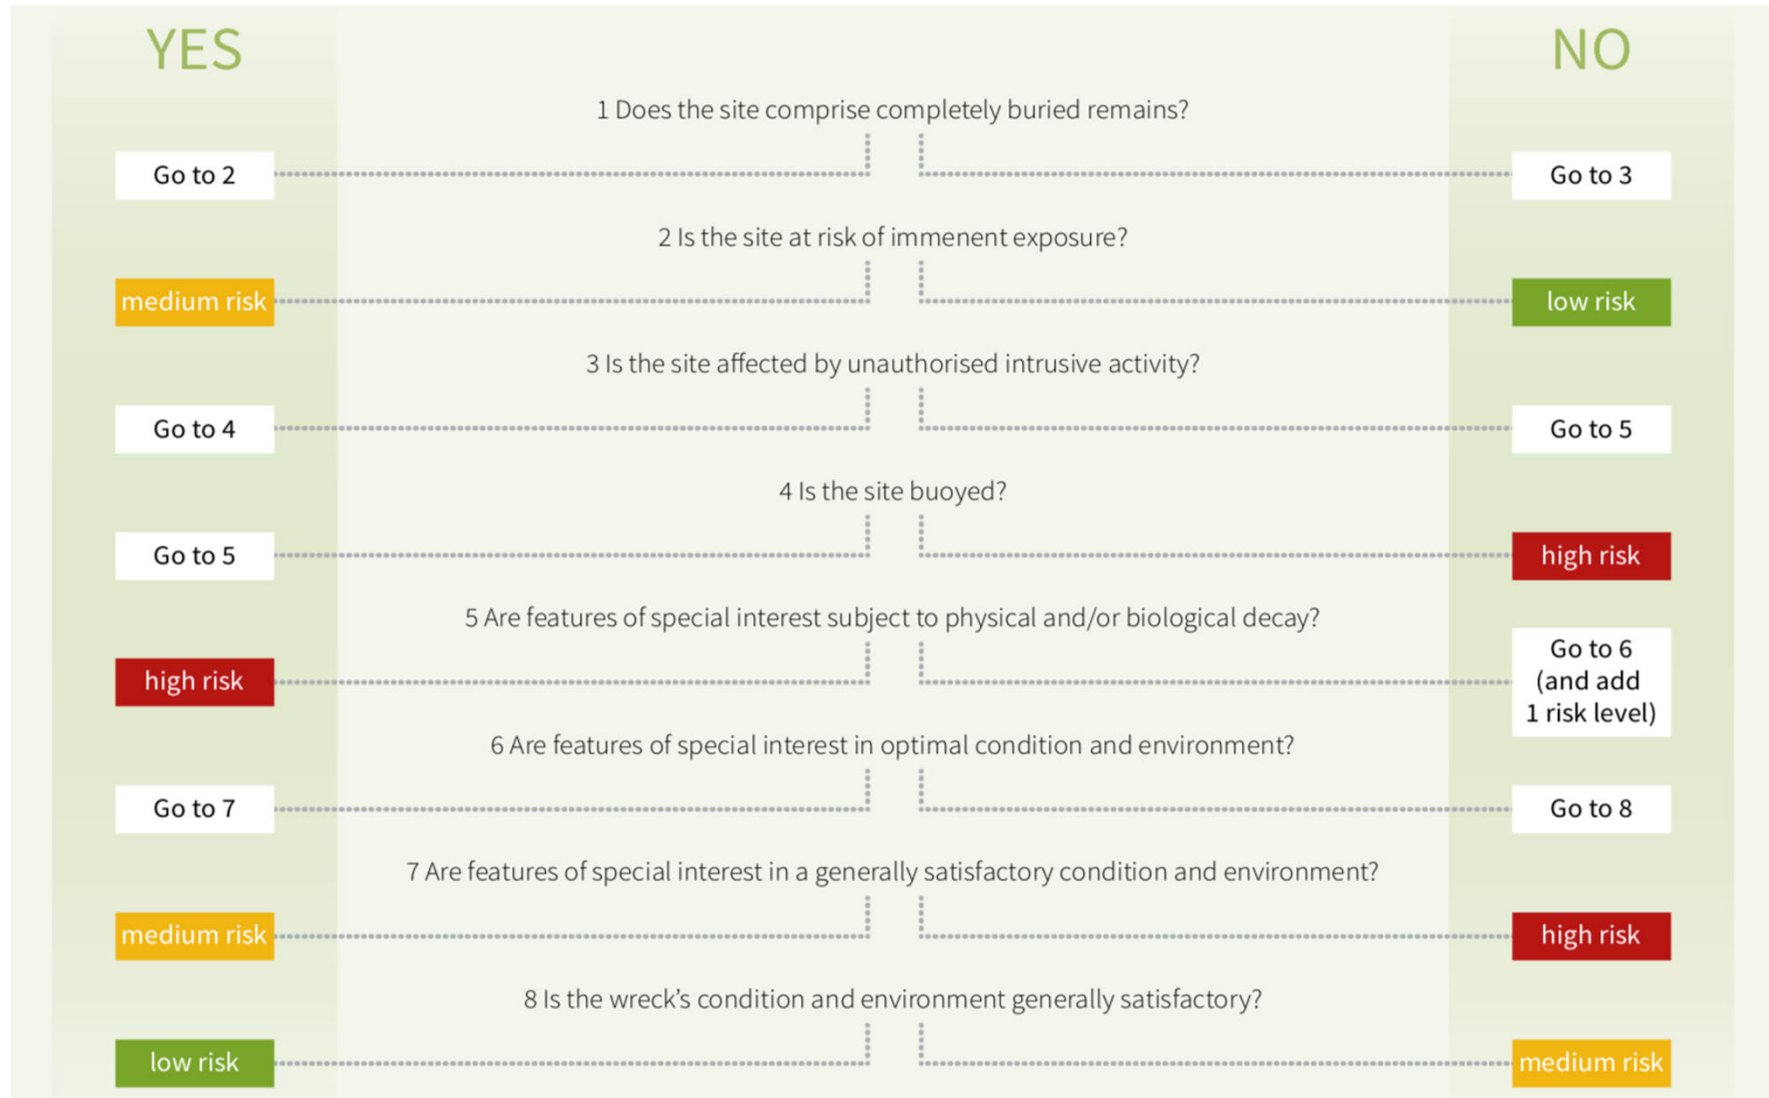 YES
NO
1 Does the site comprise completely buried remains?
Go to 2
Go to 3
2 Is the site at risk of immenent exposure?
medium risk
low risk
3 Is the site affected by unauthorised intrusive activity?
Go to 4
Go to 5
4 Is the site buoyed?
Go to 5
high risk
5 Are features of special interest subject to physical and/or biological decay?
high risk
Go to 6
(and add
1 risk level)
6 Are features of special interest in optimal condition and environment?
Go to 7
Go to 8
7 Are features of special interest in a generally satisfactory condition and environment?
medium risk
high risk
8 Is the wreck’s condition and environment generally satisfactory?
low risk
medium risk